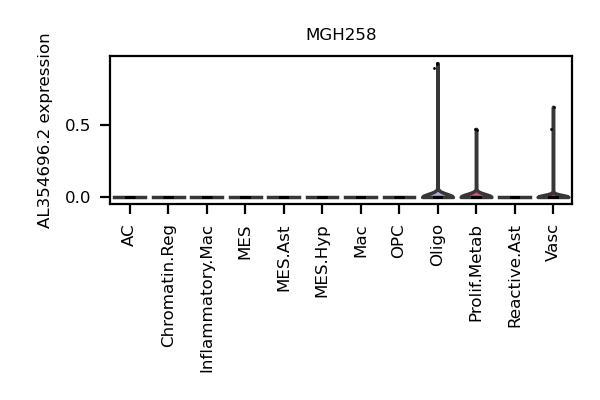 MGH258
AL354696.2 expression
0.5
0.0
AC
Chromatin.Reg
Inflammatory.Mac
MES
MES.Ast
MES.Hyp
Mac
OPC
Oligo
Prolif.Metab
Reactive.Ast
Vasc